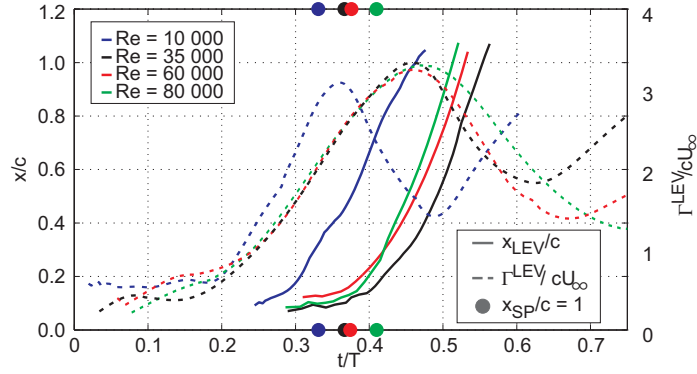 1.2
1.0
0.8
0.6
0.4
0.2
0.0
x/c
Re = 10 000
Re = 35 000
Re = 60 000
Re = 80 000
4
3
2
1
0
Γ^LEV/cU∞
x_LEV/c
Γ^LEV/ cU∞
x_SP/c = 1
0 0.1 0.2 0.3 0.4 0.5 0.6 0.7
t/T